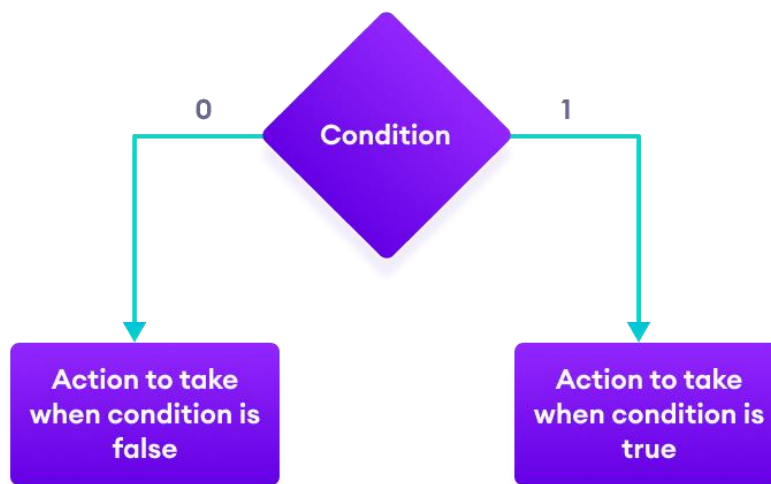 0
1
Condition
Action to take
when condition is
false
Action to take
when condition is
true